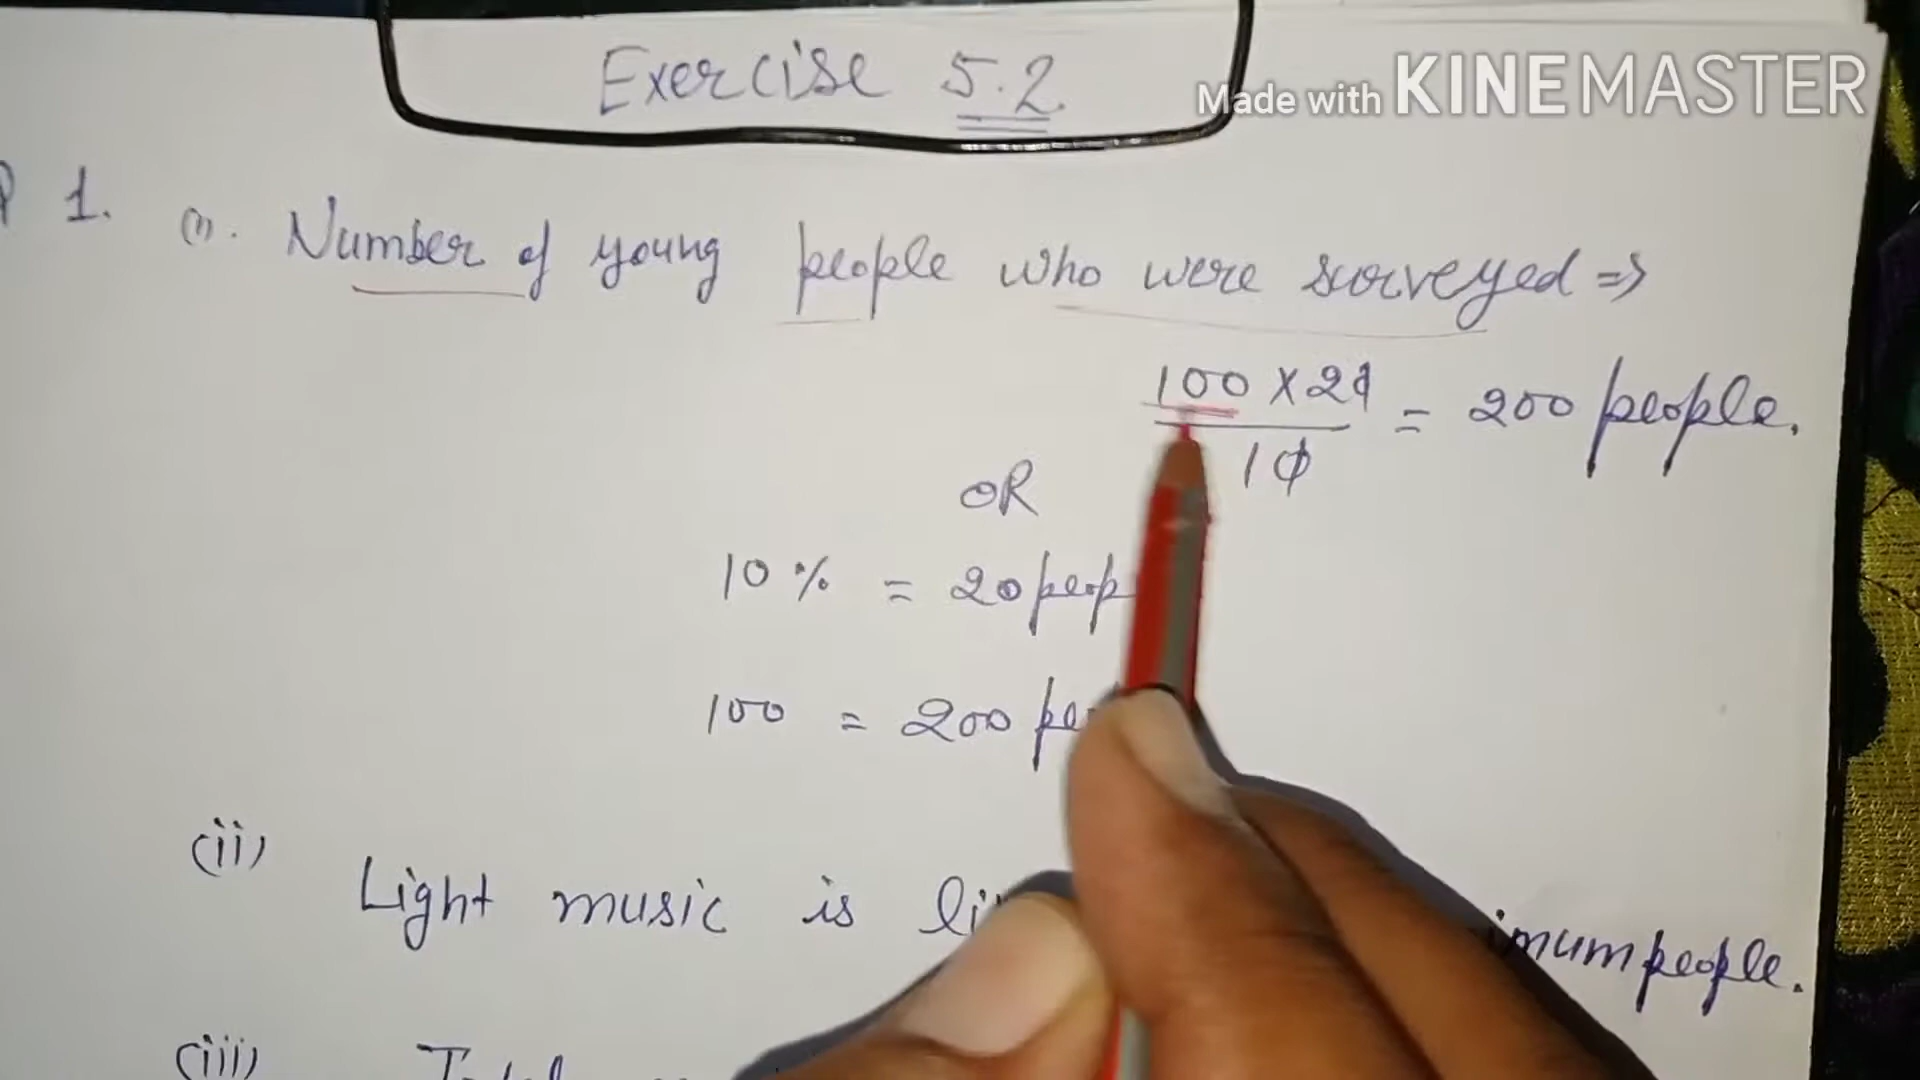 Exercise 5.2
Made with KINEMASTER
1. (i). Number of young people who were surveyed ⇒
100 × 20 / 10 = 200 people.
OR
10 % = 20
100 = 200
(ii) Light music is people.
(iii)